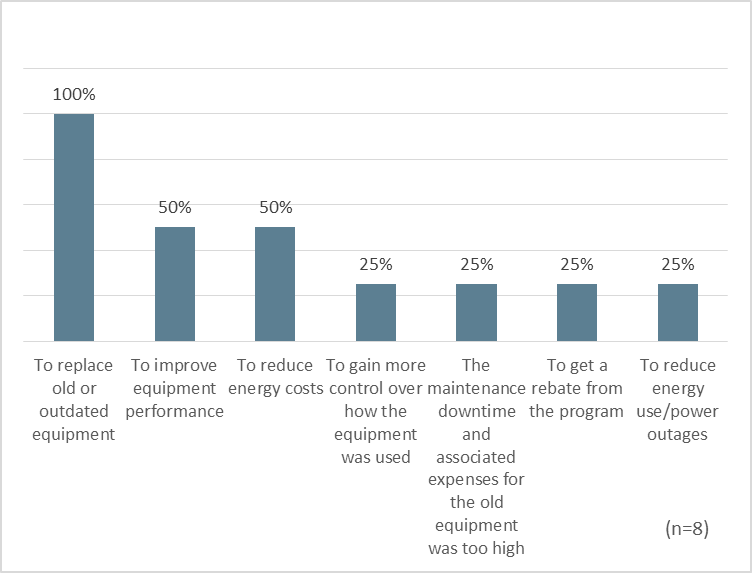 100%
50%
50%
25%
25%
25%
25%
To replace
old or
outdated
equipment
To improve
equipment
performance
To reduce
energy costs
To gain more
control over
how the
equipment
was used
The
maintenance
downtime
and
associated
expenses for
the old
equipment
was too high
To get a
rebate from
the program
To reduce
energy
use/power
outages
(n=8)